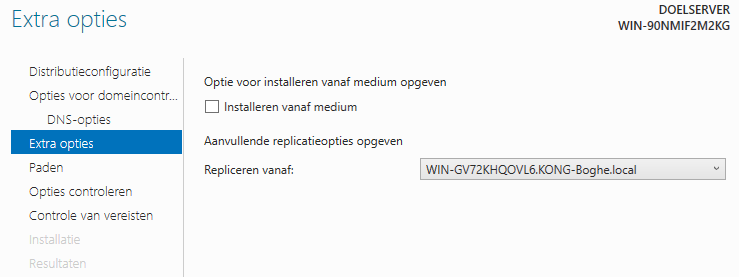 Extra opties
DOELSERVER
WIN-90NMIF2M2KG
Distributieconfiguratie
Opties voor domeincontr...
DNS-opties
Extra opties
Paden
Opties controleren
Controle van vereisten
Installatie
Resultaten
Optie voor installeren vanaf medium opgeven
Installeren vanaf medium
Aanvullende replicatieopties opgeven
Repliceren vanaf: WIN-GV72KHQOVL6.KONG-Boghe.local